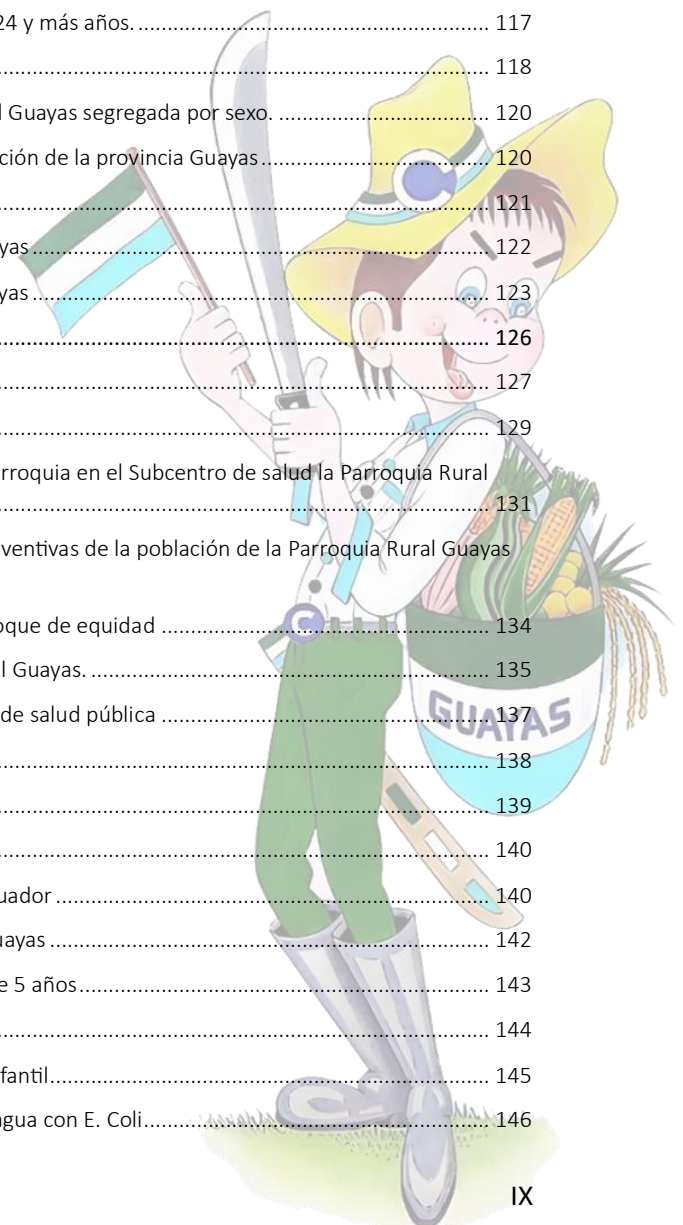 24 y más años. ........ 117
........ 118
l Guayas segregada por sexo. ........ 120
ción de la provincia Guayas ........ 120
........ 121
yas ........ 122
yas ........ 123
........ 126
........ 127
........ 129
rroquia en el Subcentro de salud la Parroquia Rural
........ 131
ventivas de la población de la Parroquia Rural Guayas
oque de equidad ........ 134
l Guayas. ........ 135
de salud pública ........ 137
........ 138
........ 139
........ 140
uador ........ 140
uayas ........ 142
e 5 años ........ 143
........ 144
fantil ........ 145
agua con E. Coli ........ 146
IX
C
C
GUAYAS